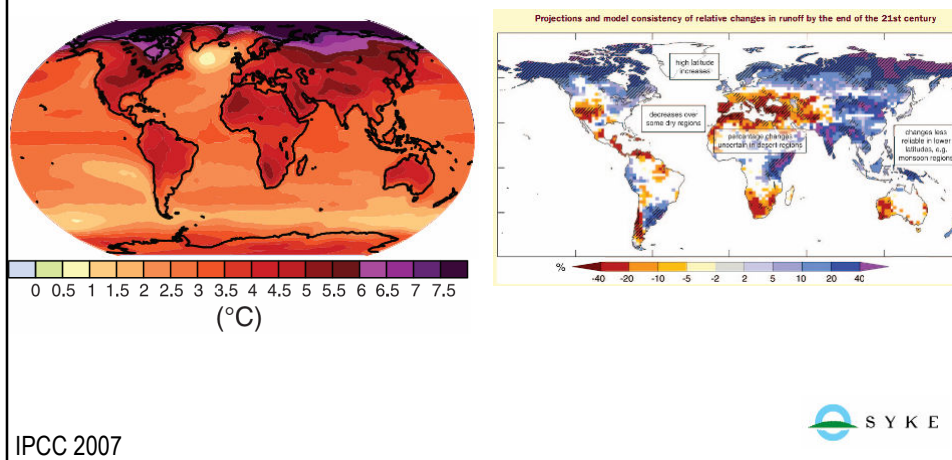 Projections and model consistency of relative changes in runoff by the end of the 21st century
high latitude
increases
decreases over
some dry regions
percentage changes
uncertain in desert regions
changes less
reliable in lower
latitudes, e.g.
monsoon regions
% -40 -20 -10 -5 -2 2 5 10 20 40
0 0.5 1 1.5 2 2.5 3 3.5 4 4.5 5 5.5 6 6.5 7 7.5
(°C)
SYKE
IPCC 2007